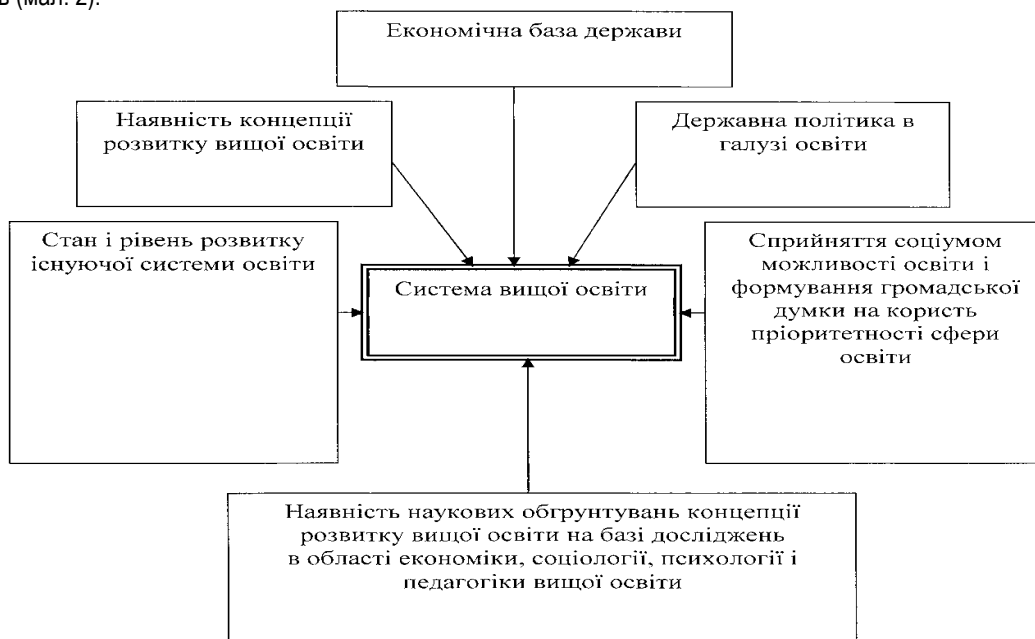 (мал. 2).
Економічна база держави
Наявність концепції
розвитку вищої освіти
Державна політика в
галузі освіти
Стан і рівень розвитку
існуючої системи освіти
Система вищої освіти
Сприйняття соціумом
можливості освіти і
формування громадської
думки на користь
пріоритетності сфери
освіти
Наявність наукових обгрунтувань концепції
розвитку вищої освіти на базі досліджень
в області економіки, соціології, психології і
педагогіки вищої освіти